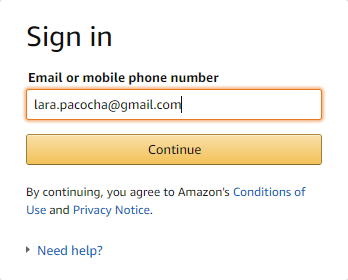 Sign in
Email or mobile phone number
lara.pacocha@gmail.com
Continue
By continuing, you agree to Amazon's Conditions of
Use and Privacy Notice.
Need help?